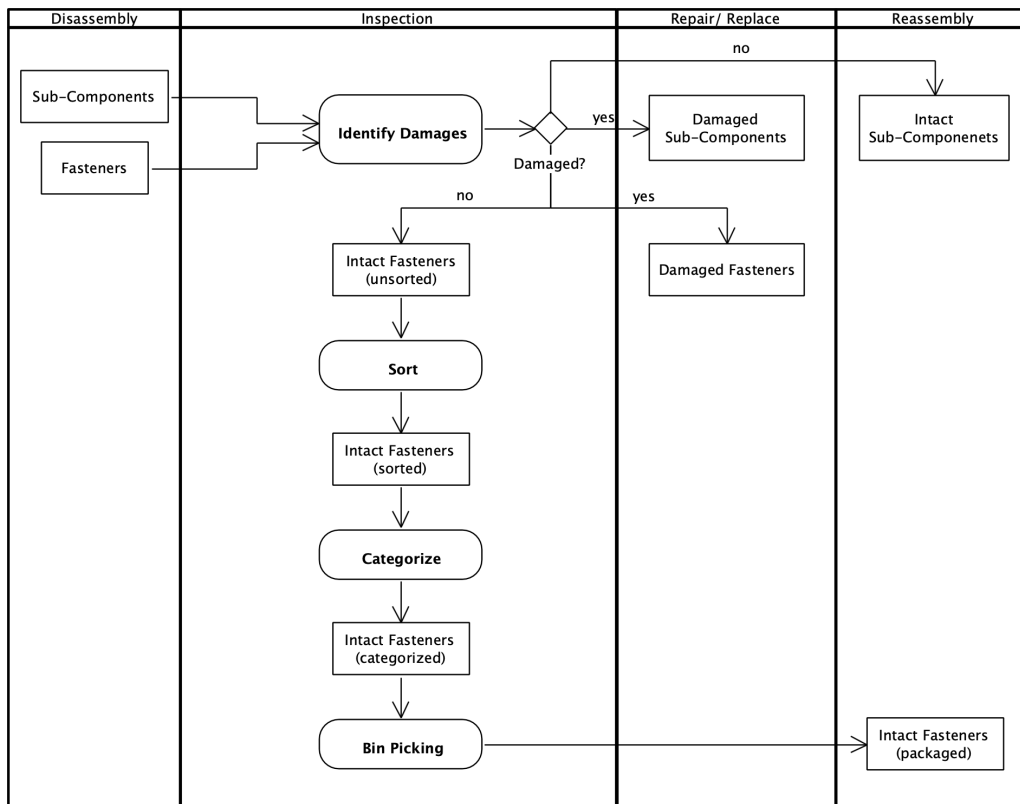 Disassembly
Inspection
Repair/ Replace
Reassembly
no
Sub-Components
Identify Damages
yes
Damaged
Sub-Components
Intact
Sub-Componenets
Fasteners
Damaged?
no
yes
Intact Fasteners
(unsorted)
Damaged Fasteners
Sort
Intact Fasteners
(sorted)
Categorize
Intact Fasteners
(categorized)
Bin Picking
Intact Fasteners
(packaged)